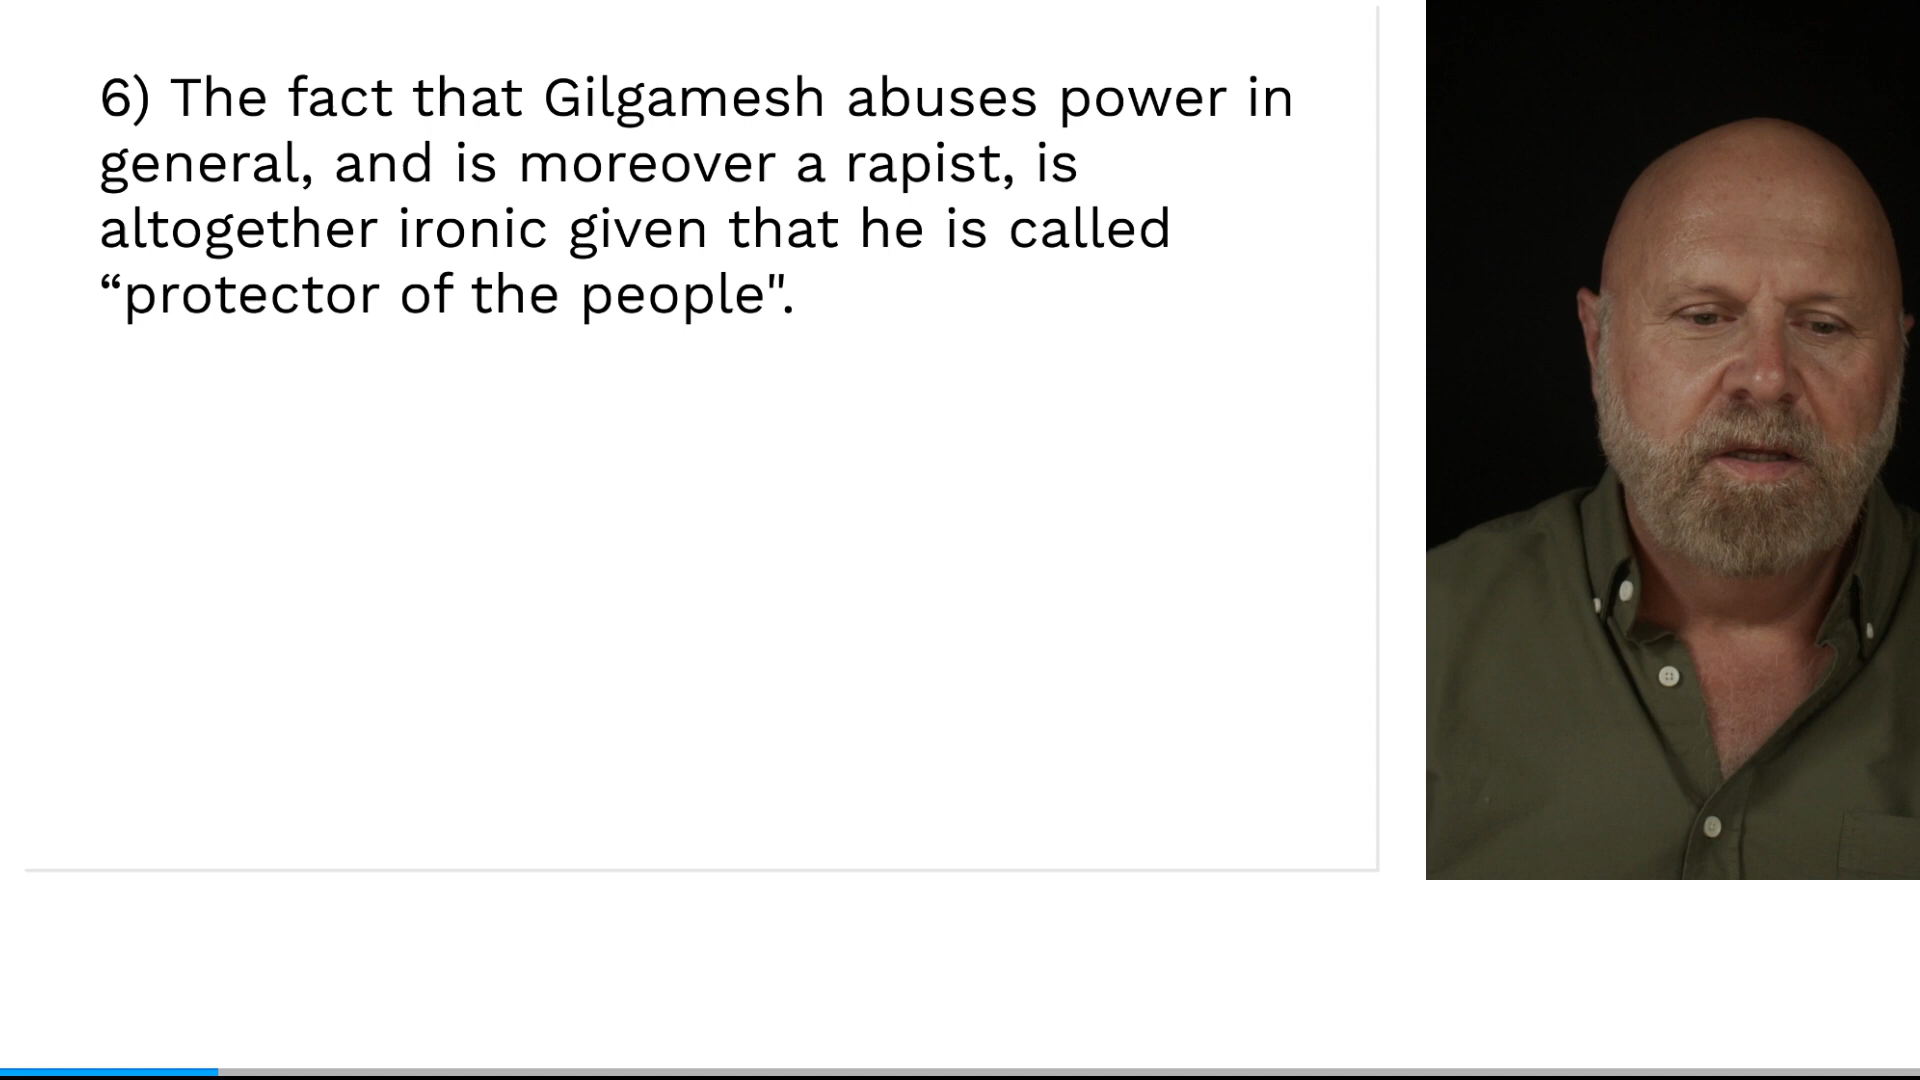 6) The fact that Gilgamesh abuses power in
general, and is moreover a rapist, is
altogether ironic given that he is called
“protector of the people".